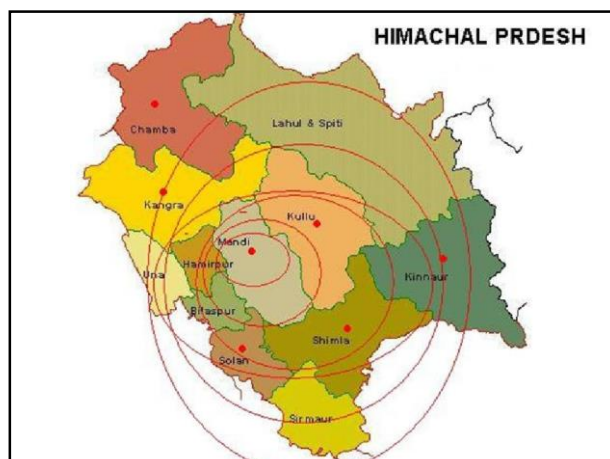 HIMACHAL PRDESH
Lahul & Spiti
Chamba
Kangra
Kullu
Mandi
Una
Hamirpur
Kinnaur
Bilaspur
Shimla
Solan
Sirmaur